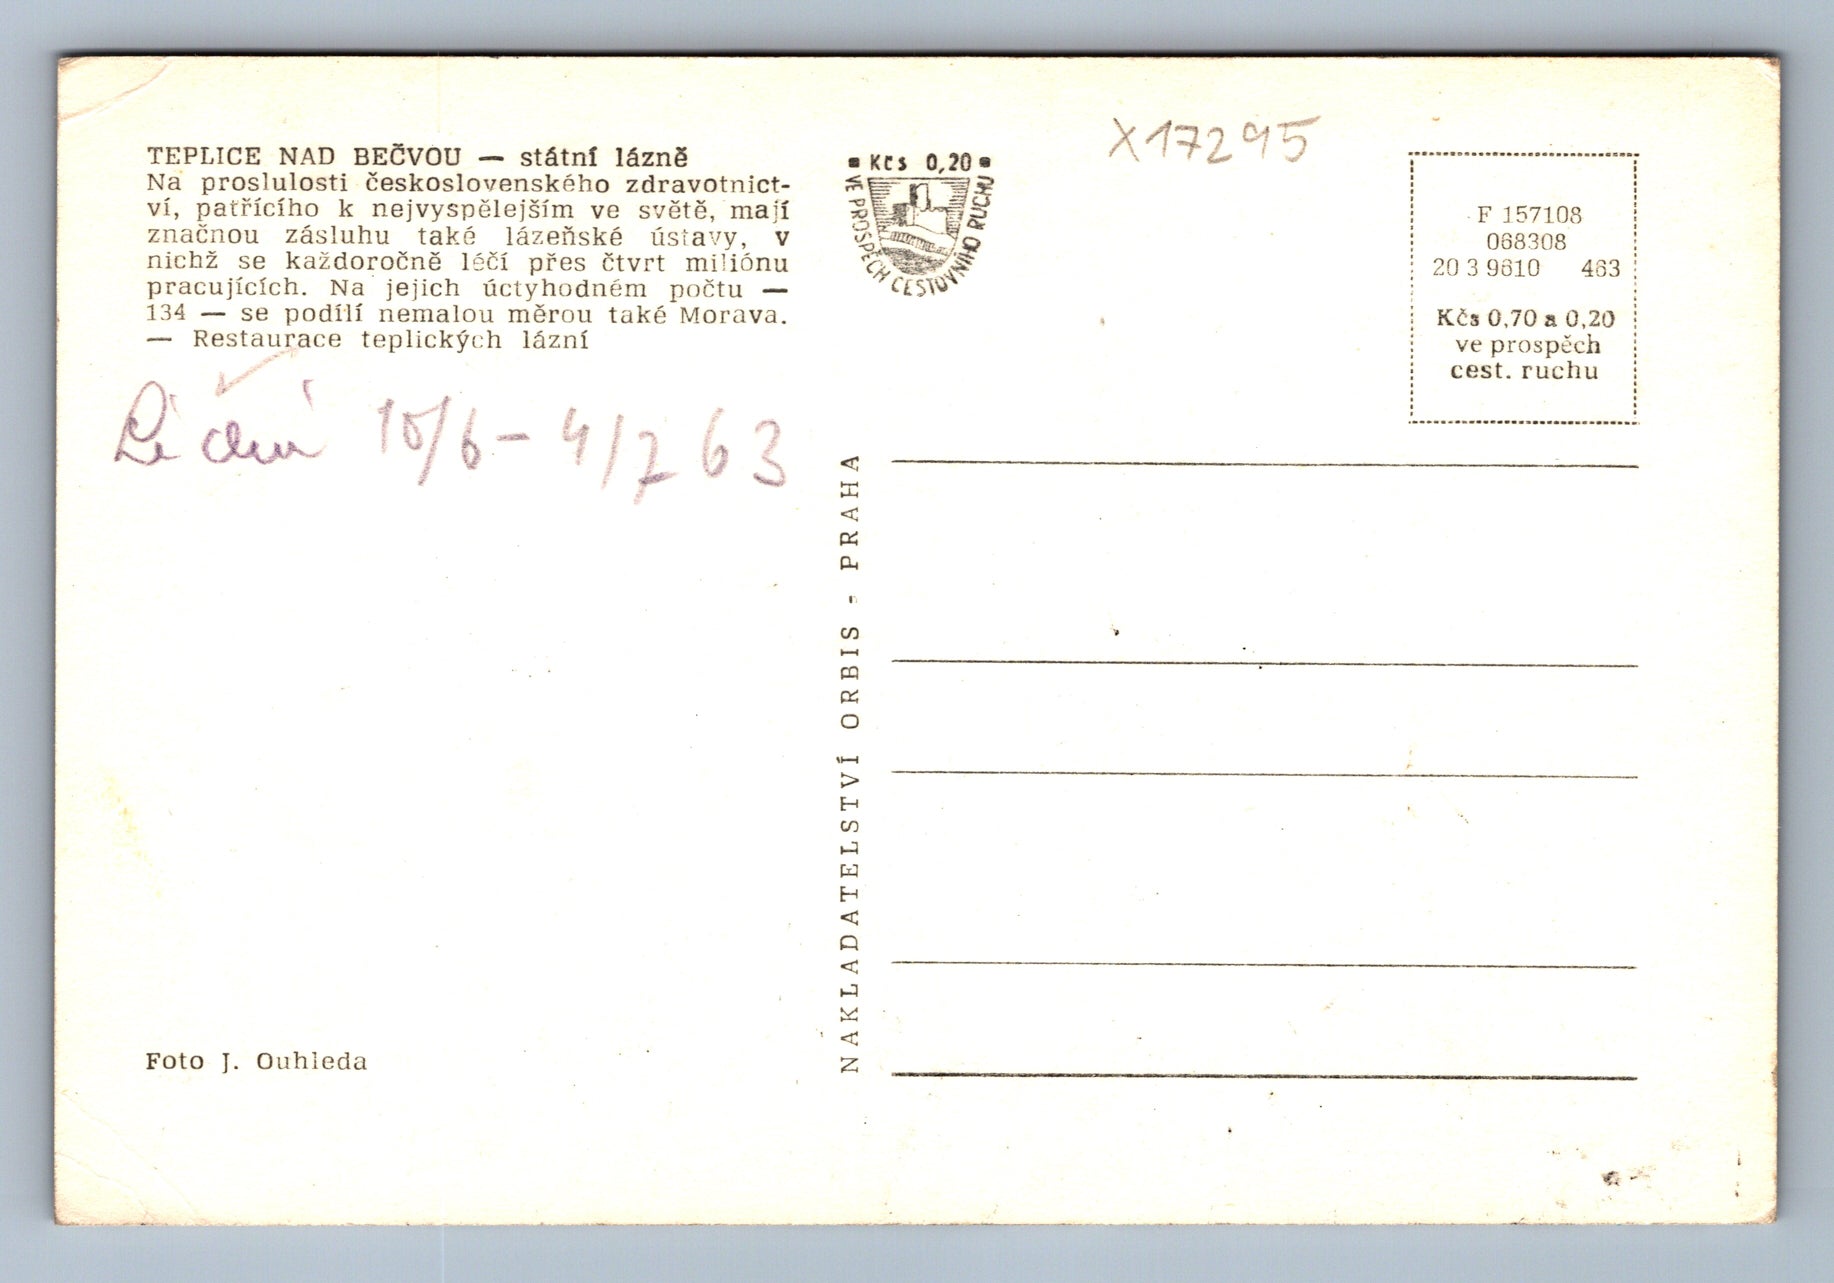 TEPLICE NAD BEČVOU — státní lázně
Na proslulosti československého zdravotnict-
ví, patřícího k nejvyspělejším ve světě, mají
značnou zásluhu také lázeňské ústavy, v
nichž se každoročně léčí přes čtvrt miliónu
pracujících. Na jejich úctyhodném počtu —
134 — se podílí nemalou měrou také Morava.
— Restaurace teplických lázní
10/6 - 4/7 63
Foto J. Ouhleda
Kčs 0,20
VE PROSPĚCH CESTOVNÍHO RUCHU
NAKLADATELSTVÍ ORBIS - PRAHA
X17295
F 157108
068308
20 3 9610 463
Kčs 0,70 a 0,20
ve prospěch
cest. ruchu